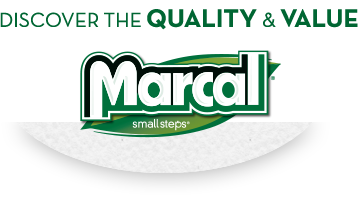 DISCOVER THE QUALITY & VALUE
Marcal®
small steps®